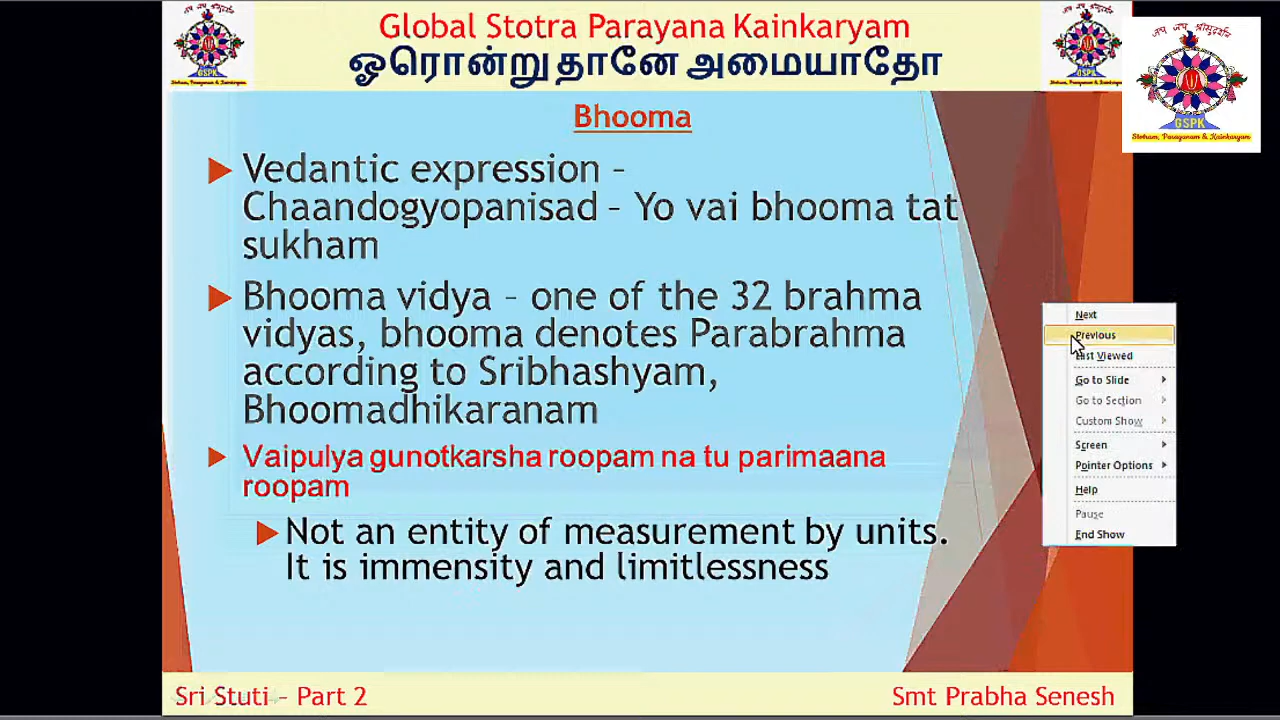 Global Stotra Parayana Kainkaryam
ஓரொன்று தானே அமையாதோ
GSPK
Stotram, Parayanam & Kainkaryam
Bhooma
Vedantic expression –
Chaandogyopanisad – Yo vai bhooma tat
sukham
Bhooma vidya – one of the 32 brahma
vidyas, bhooma denotes Parabrahma
according to Sribhashyam,
Bhoomadhikaranam
Vaipulya gunotkarsha roopam na tu parimaana
roopam
Not an entity of measurement by units.
It is immensity and limitlessness
Next
Previous
Last Viewed
Go to Slide
Go to Section
Custom Show
Screen
Pointer Options
Help
Pause
End Show
Sri Stuti – Part 2
Smt Prabha Senesh